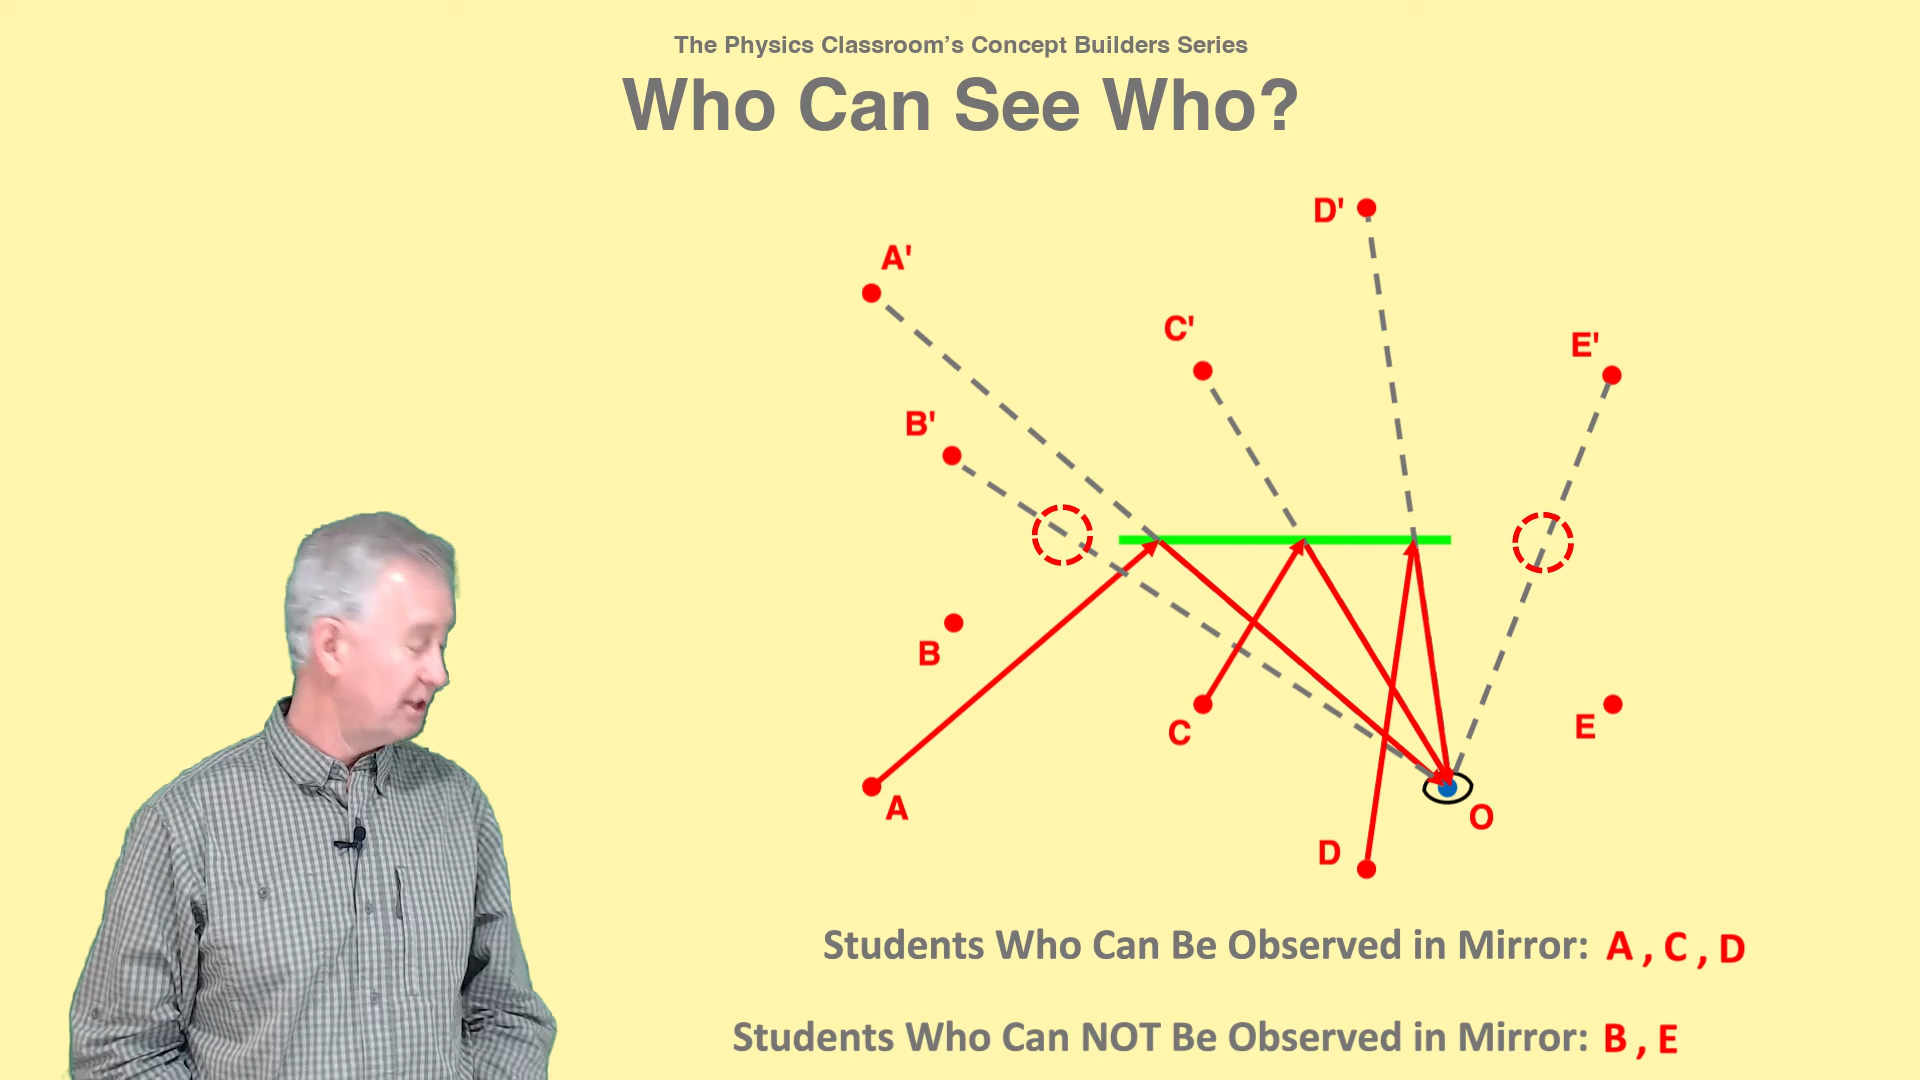 The Physics Classroom’s Concept Builders Series
Who Can See Who?
D'
A'
C'
E'
B'
B
C
E
A
O
D
Students Who Can Be Observed in Mirror: A , C , D
Students Who Can NOT Be Observed in Mirror: B , E